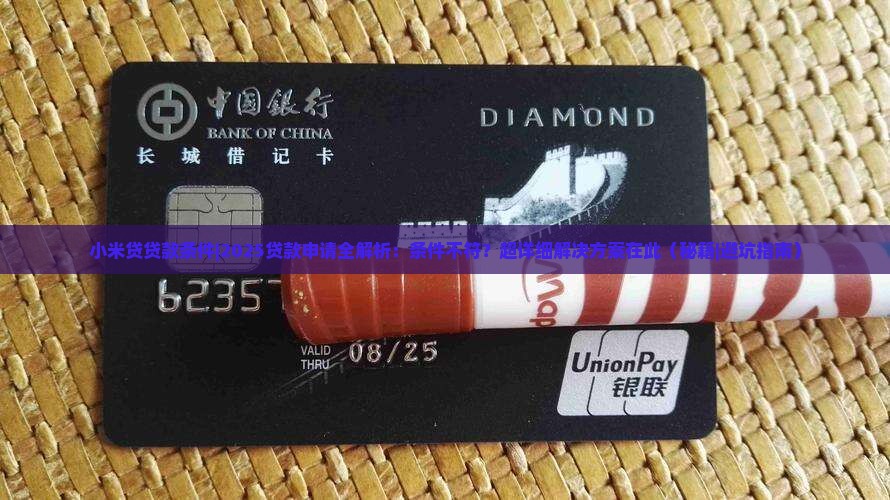 中国银行
BANK OF CHINA
长城借记卡
DIAMOND
小米贷贷款条件(2025贷款申请全解析：条件不符？超详细解决方案在此（秘籍|避坑指南）
6235
VALID
THRU
08/25
UnionPay
银联